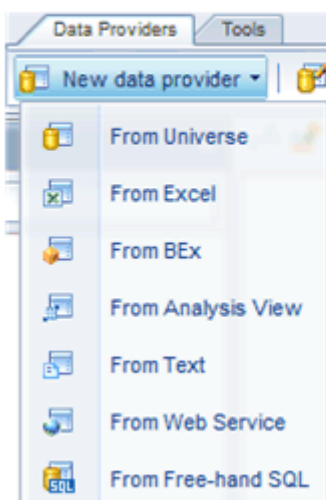 Data Providers Tools
New data provider
From Universe
From Excel
From BEx
From Analysis View
From Text
From Web Service
SQL From Free-hand SQL